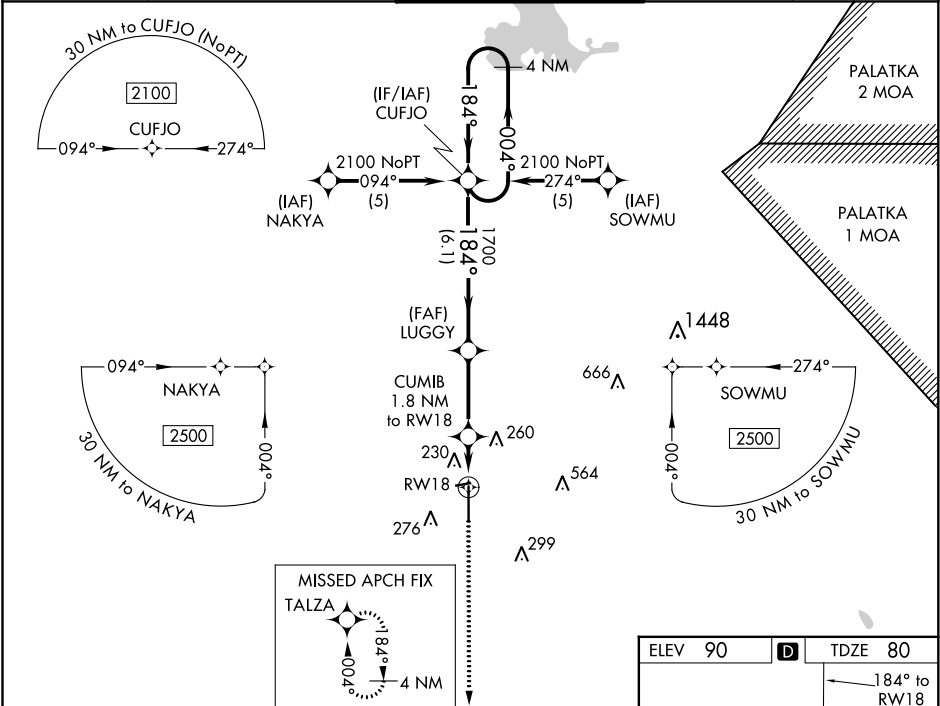 30 NM to CUFJO (NoPT)
2100
CUFJO
094°
274°
4 NM
184°
004°
(IF/IAF)
CUFJO
2100 NoPT
094°
(5)
(IAF)
NAKYA
2100 NoPT
274°
(5)
(IAF)
SOWMU
PALATKA
2 MOA
PALATKA
1 MOA
1700
184°
(6.1)
(FAF)
LUGGY
1448
666
094°
NAKYA
2500
004°
30 NM to NAKYA
274°
SOWMU
2500
004°
30 NM to SOWMU
CUMIB
1.8 NM
to RW18
260
230
RW18
564
276
299
MISSED APCH FIX
TALZA
184°
004°
4 NM
ELEV 90 D TDZE 80
184° to
RW18